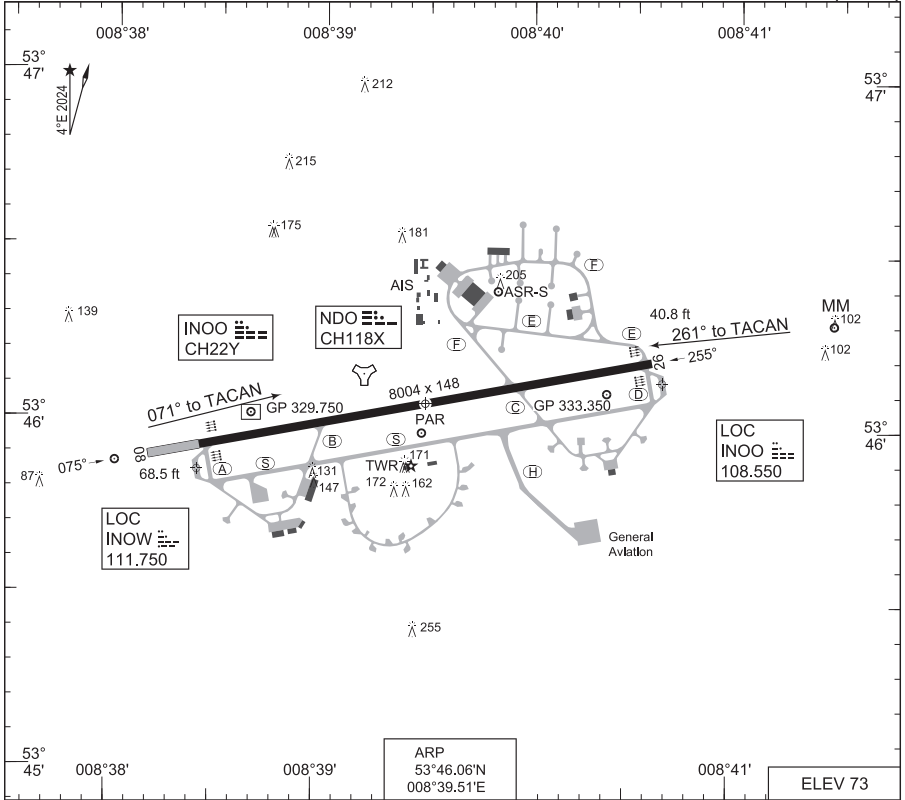 008°38'
008°39'
008°40'
008°41'
53°
47'
53°
47'
4°E 2024
212
215
175
181
139
AIS
205
ASR-S
F
E
E
F
MM
102
102
40.8 ft
261° to TACAN
255°
26
INOO
CH22Y
NDO
CH118X
071° to TACAN
GP 329.750
8004 x 148
PAR
C
GP 333.350
D
53°
46'
53°
46'
LOC
INOO
108.550
08
075°
87
68.5 ft
A
S
B
S
131
147
TWR
171
172
162
H
General
Aviation
LOC
INOW
111.750
255
53°
45'
008°38'
008°39'
008°41'
ARP
53°46.06'N
008°39.51'E
ELEV 73